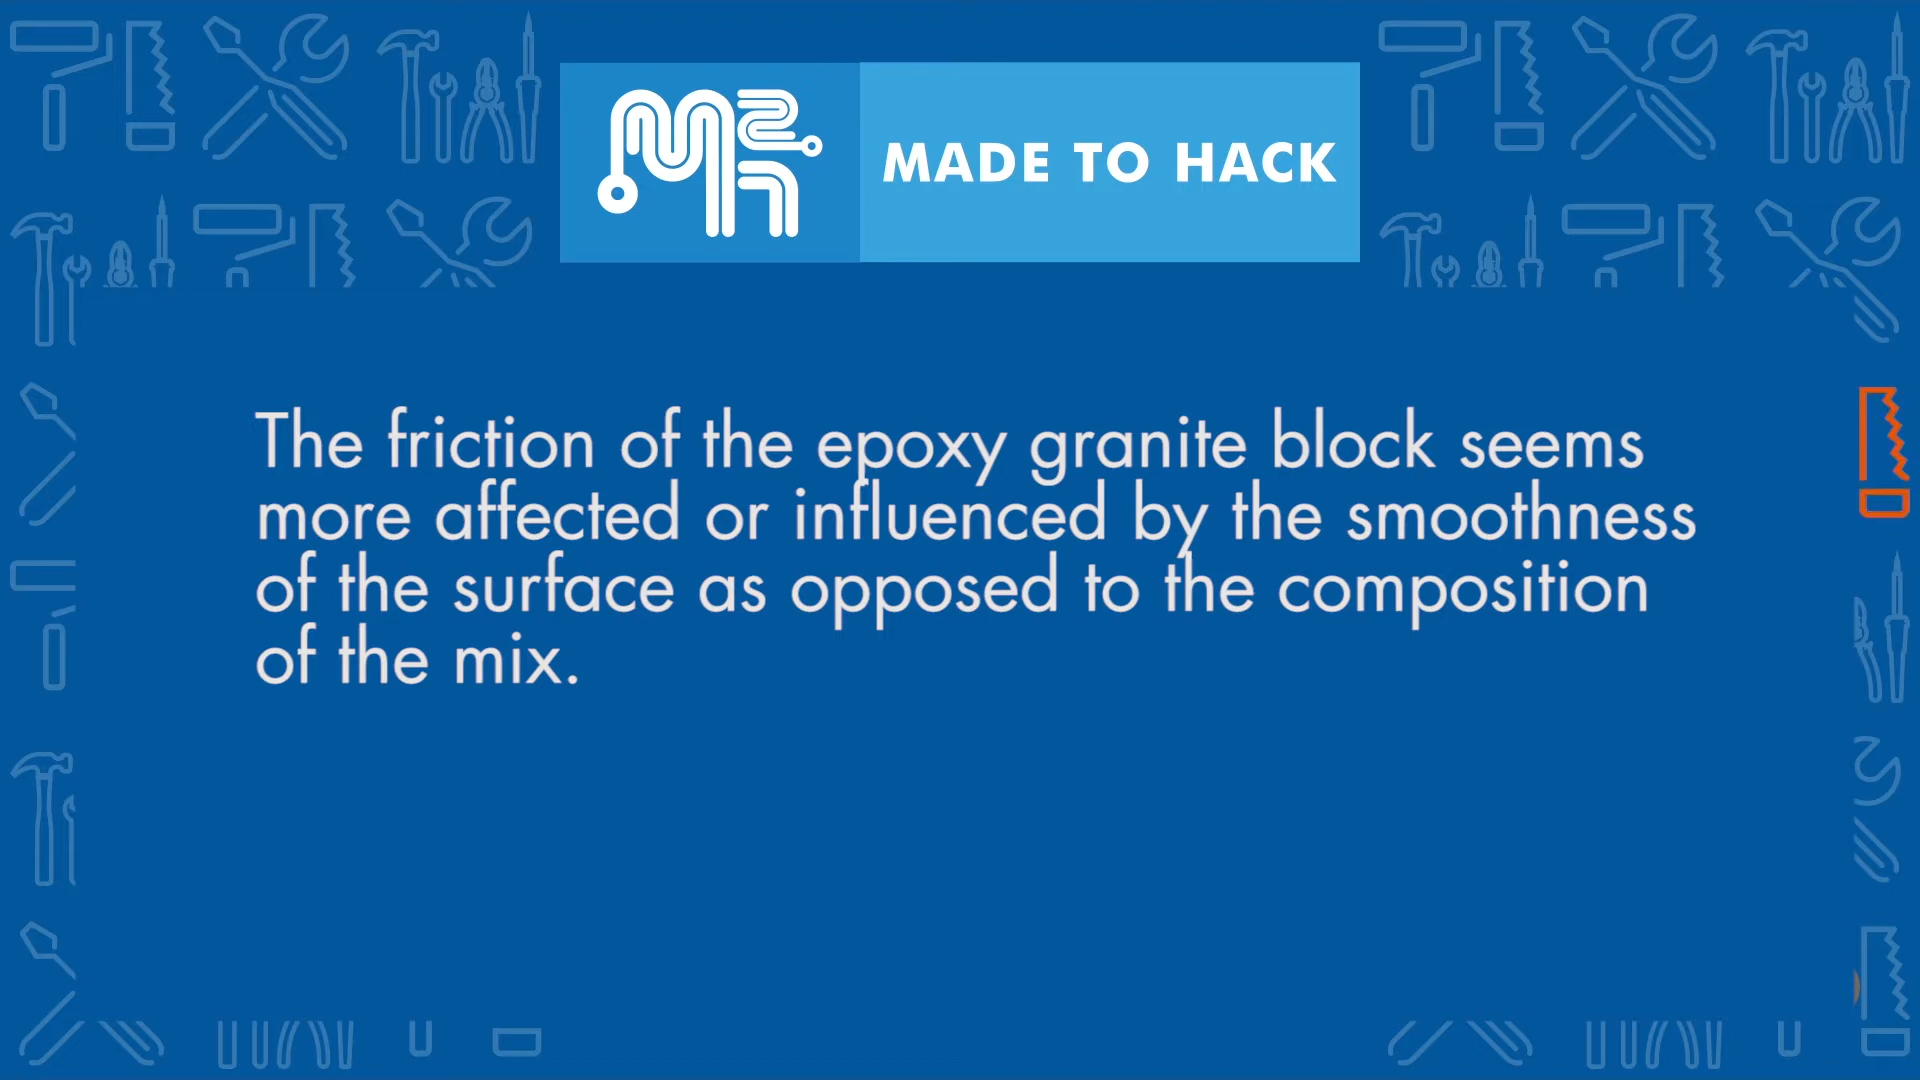 MADE TO HACK
The friction of the epoxy granite block seems
more affected or influenced by the smoothness
of the surface as opposed to the composition
of the mix.